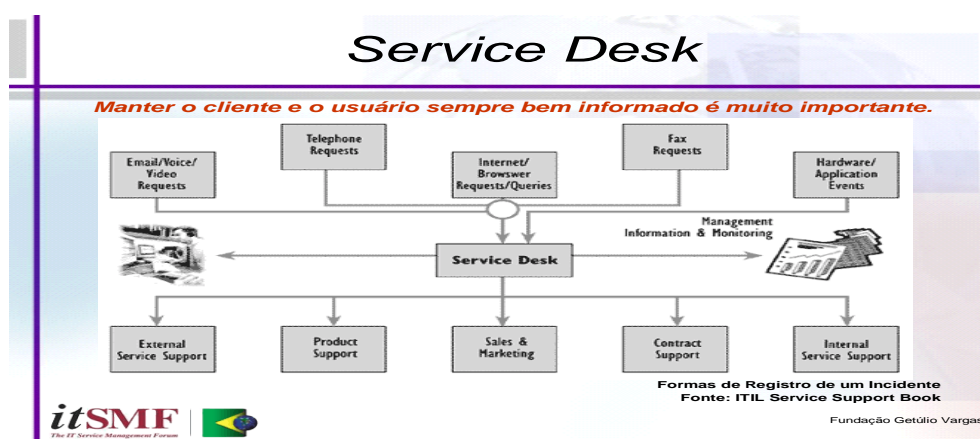 Service Desk
Manter o cliente e o usuário sempre bem informado é muito importante.
Telephone
Requests
Fax
Requests
Email/Voice/
Video
Requests
Internet/
Browswer
Requests/Queries
Hardware/
Application
Events
Management
Information & Monitoring
Service Desk
External
Service Support
Product
Support
Sales &
Marketing
Contract
Support
Internal
Service Support
Formas de Registro de um Incidente
Fonte: ITIL Service Support Book
itSMF
The IT Service Management Forum
Fundação Getúlio Vargas